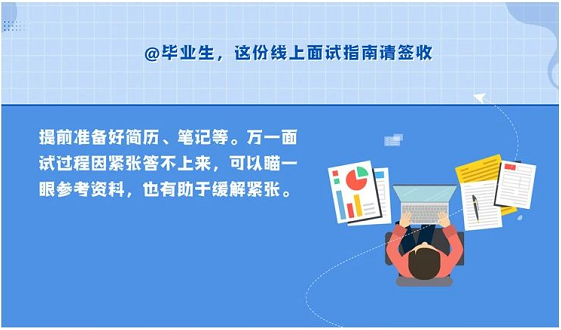 @毕业生，这份线上面试指南请签收
提前准备好简历、笔记等。万一面
试过程因紧张答不上来，可以瞄一
眼参考资料，也有助于缓解紧张。